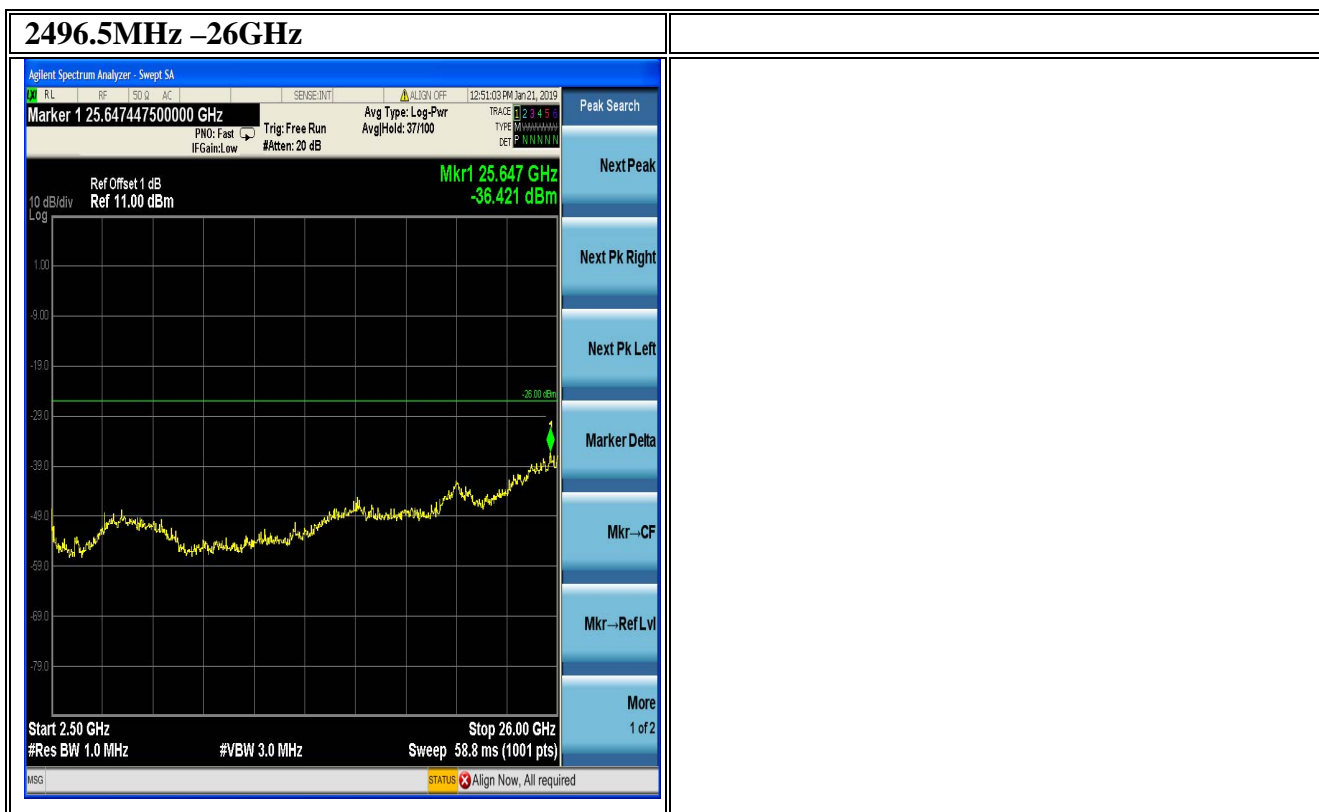 2496.5MHz –26GHz
Agilent Spectrum Analyzer - Swept SA
RL RF 50 Ω AC SENSE:INT ALIGN OFF 12:51:03 PM Jan 21, 2019
Marker 1 25.647447500000 GHz
PNO: Fast
IFGain:Low
Trig: Free Run
#Atten: 20 dB
Avg Type: Log-Pwr
Avg|Hold: 37/100
TRACE 1 2 3 4 5 6
TYPE M
DET P N N N N N
Peak Search
Mkr1 25.647 GHz
-36.421 dBm
Ref Offset 1 dB
10 dB/div Ref 11.00 dBm
Log
1.00
-9.00
-19.0
-29.0
-39.0
-49.0
-59.0
-69.0
-79.0
-26.00 dBm
1
Start 2.50 GHz Stop 26.00 GHz
#Res BW 1.0 MHz #VBW 3.0 MHz Sweep 58.8 ms (1001 pts)
Next Peak
Next Pk Right
Next Pk Left
Marker Delta
Mkr→CF
Mkr→Ref Lvl
More
1 of 2
MSG STATUS Align Now, All required